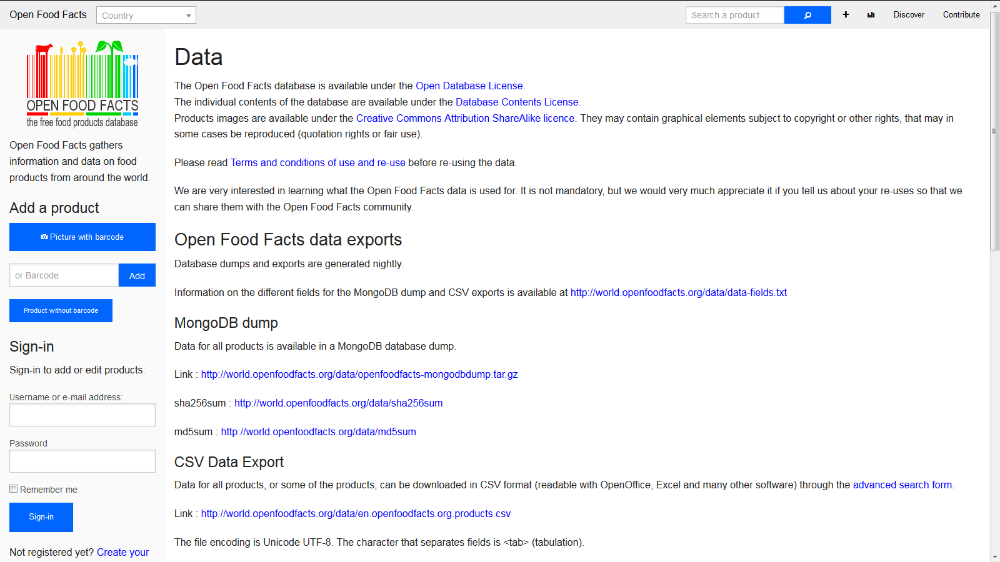 Open Food Facts
Country
Search a product
Discover
Contribute
OPEN FOOD FACTS
the free food products database
Open Food Facts gathers
information and data on food
products from around the world.
Add a product
Picture with barcode
or Barcode
Add
Product without barcode
Sign-in
Sign-in to add or edit products.
Username or e-mail address:
Password
Remember me
Sign-in
Not registered yet? Create your
Data
The Open Food Facts database is available under the Open Database License.
The individual contents of the database are available under the Database Contents License.
Products images are available under the Creative Commons Attribution ShareAlike licence. They may contain graphical elements subject to copyright or other rights, that may in
some cases be reproduced (quotation rights or fair use).
Please read Terms and conditions of use and re-use before re-using the data.
We are very interested in learning what the Open Food Facts data is used for. It is not mandatory, but we would very much appreciate it if you tell us about your re-uses so that we
can share them with the Open Food Facts community.
Open Food Facts data exports
Database dumps and exports are generated nightly.
Information on the different fields for the MongoDB dump and CSV exports is available at http://world.openfoodfacts.org/data/data-fields.txt
MongoDB dump
Data for all products is available in a MongoDB database dump.
Link : http://world.openfoodfacts.org/data/openfoodfacts-mongodbdump.tar.gz
sha256sum : http://world.openfoodfacts.org/data/sha256sum
md5sum : http://world.openfoodfacts.org/data/md5sum
CSV Data Export
Data for all products, or some of the products, can be downloaded in CSV format (readable with OpenOffice, Excel and many other software) through the advanced search form.
Link : http://world.openfoodfacts.org/data/en.openfoodfacts.org.products.csv
The file encoding is Unicode UTF-8. The character that separates fields is <tab> (tabulation).